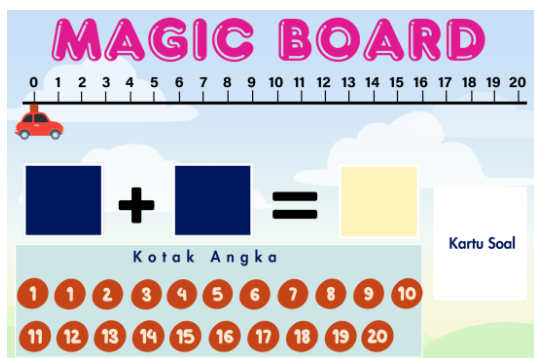 MAGIC BOARD
0 1 2 3 4 5 6 7 8 9 10 11 12 13 14 15 16 17 18 19 20
+ =
Kartu Soal
Kotak Angka
1 1 2 3 4 5 6 7 8 9 10
11 12 13 14 15 16 17 18 19 20